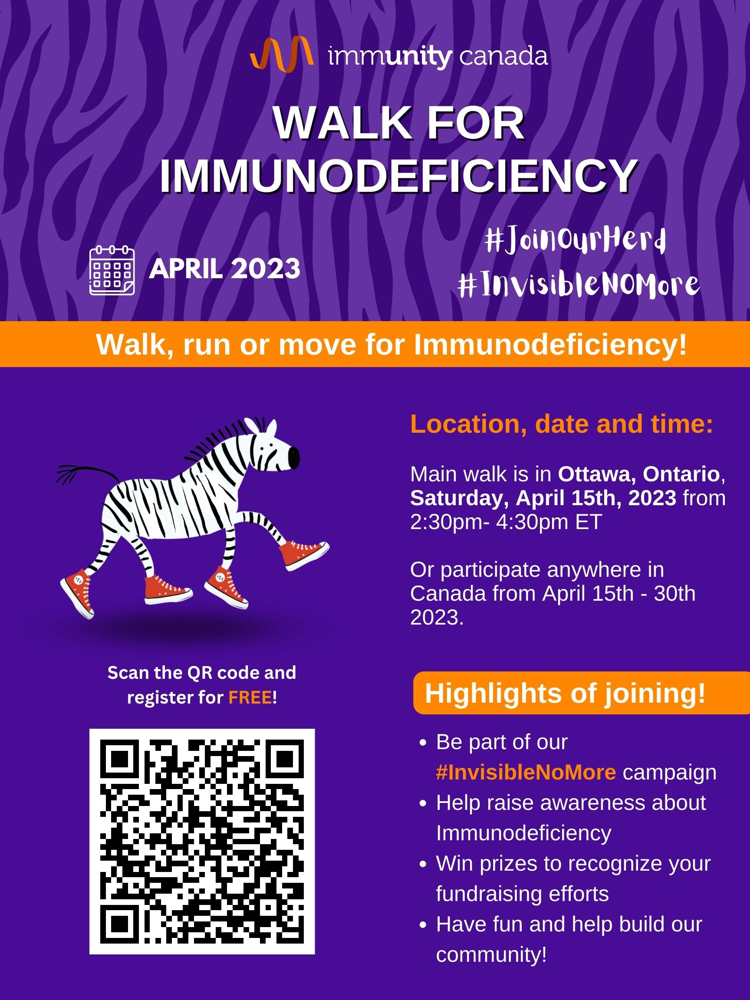 immunity canada
WALK FOR
IMMUNODEFICIENCY
#JoinOurHerd
#InvisibleNOMore
APRIL 2023
Walk, run or move for Immunodeficiency!
Location, date and time:
Main walk is in Ottawa, Ontario,
Saturday, April 15th, 2023 from
2:30pm- 4:30pm ET
Or participate anywhere in
Canada from April 15th - 30th
2023.
Scan the QR code and
register for FREE!
Highlights of joining!
• Be part of our
#InvisibleNoMore campaign
• Help raise awareness about
Immunodeficiency
• Win prizes to recognize your
fundraising efforts
• Have fun and help build our
community!